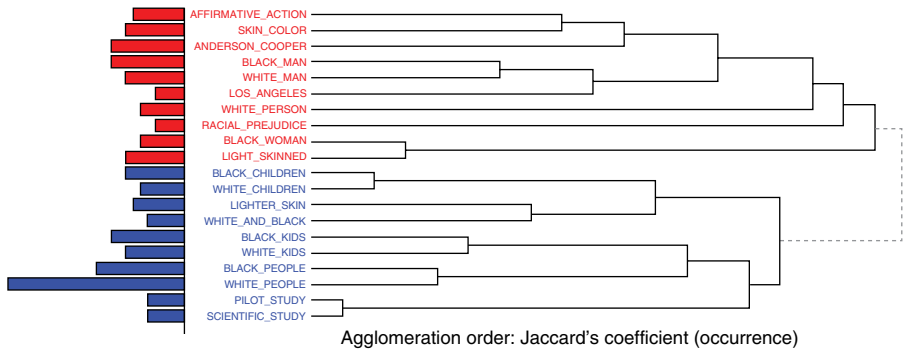 AFFIRMATIVE_ACTION
SKIN_COLOR
ANDERSON_COOPER
BLACK_MAN
WHITE_MAN
LOS_ANGELES
WHITE_PERSON
RACIAL_PREJUDICE
BLACK_WOMAN
LIGHT_SKINNED
BLACK_CHILDREN
WHITE_CHILDREN
LIGHTER_SKIN
WHITE_AND_BLACK
BLACK_KIDS
WHITE_KIDS
BLACK_PEOPLE
WHITE_PEOPLE
PILOT_STUDY
SCIENTIFIC_STUDY
Agglomeration order: Jaccard’s coefficient (occurrence)